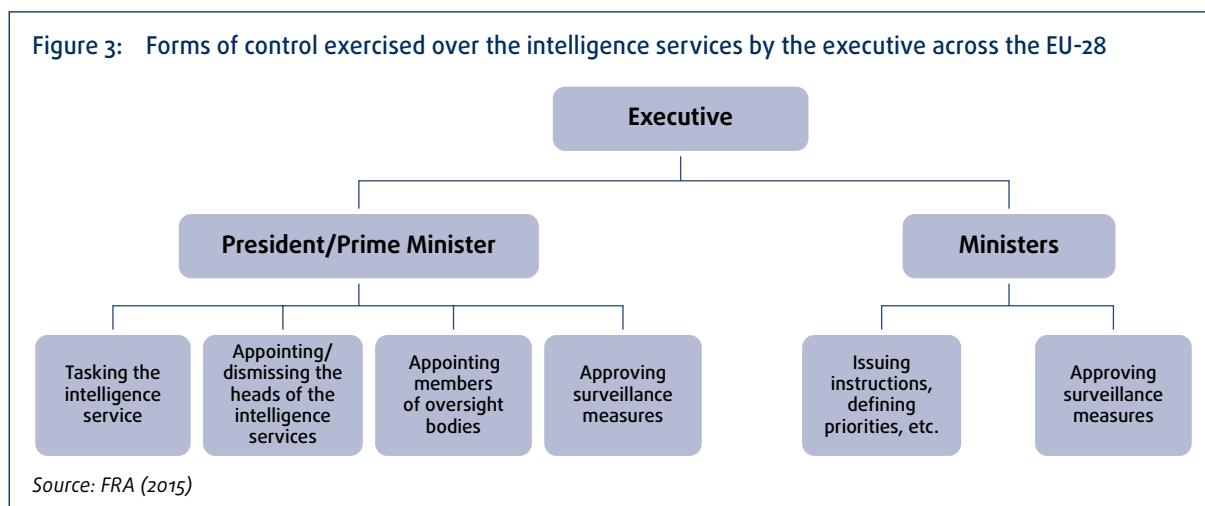 Figure 3: Forms of control exercised over the intelligence services by the executive across the EU-28
Executive
President/Prime Minister
Ministers
Tasking the
intelligence
service
Appointing/
dismissing the
heads of the
intelligence
services
Appointing
members
of oversight
bodies
Approving
surveillance
measures
Issuing
instructions,
defining
priorities, etc.
Approving
surveillance
measures
Source: FRA (2015)